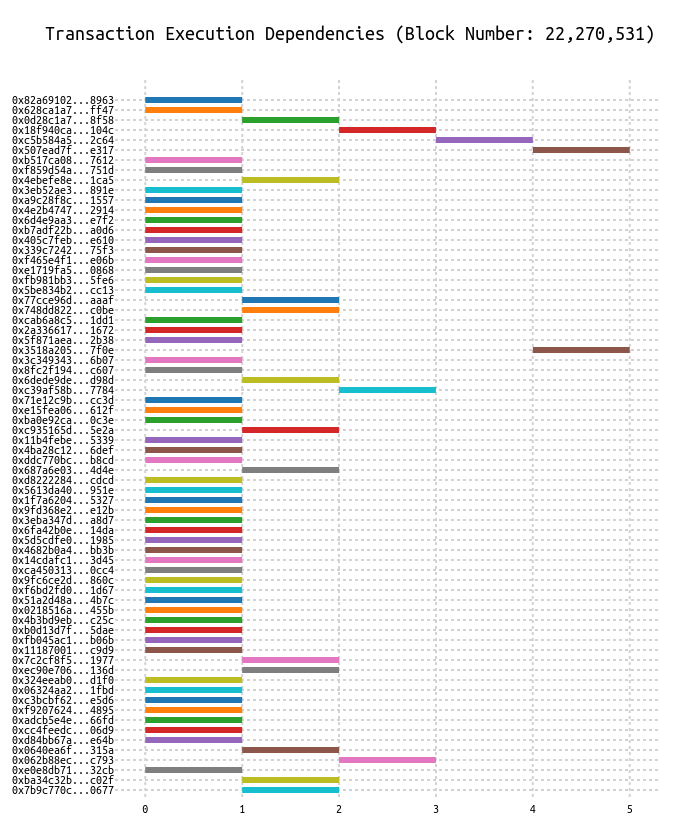 Transaction Execution Dependencies (Block Number: 22,270,531)
0x82a69102...8963
0x628ca1a7...ff47
0x0d28c1a7...8f58
0x18f940ca...104c
0xc5b584a5...2c64
0x507ead7f...e317
0xb517ca08...7612
0xf859d54a...751d
0x4ebefe8e...1ca5
0x3eb52ae3...891e
0xa9c28f8c...1557
0x4e2b4747...2914
0x6d4e9aa3...e7f2
0xb7adf22b...a0d6
0x405c7feb...e610
0x339c7242...75f3
0xf465e4f1...e06b
0xe1719fa5...0868
0xfb981bb3...5fe6
0x5be834b2...cc13
0x77cce96d...aaaf
0x748dd822...c0be
0xcab6a8c5...1dd1
0x2a336617...1672
0x5f871aea...2b38
0x3518a205...7f0e
0x3c349343...6b07
0x8fc2f194...c607
0x6dede9de...d98d
0xc39af58b...7784
0x71e12c9b...cc3d
0xe15fea06...612f
0xba0e92ca...0c3e
0xc935165d...5e2a
0x11b4febe...5339
0x4ba28c12...6def
0xddc770bc...b8cd
0x687a6e03...4d4e
0xd8222284...cdcd
0x5613da40...951e
0x1f7a6204...5327
0x9fd368e2...e12b
0x3eba347d...a8d7
0x6fa42b0e...14da
0x5d5cdfe0...1985
0x4682b0a4...bb3b
0x14cdafc1...3d45
0xca450313...0cc4
0x9fc6ce2d...860c
0xf6bd2fd0...1d67
0x51a2d48a...4b7c
0x0218516a...455b
0x4b3bd9eb...c25c
0xb0d13d7f...5dae
0xfb045ac1...b06b
0x11187001...c9d9
0x7c2cf8f5...1977
0xec90e706...136d
0x324eeab0...d1f0
0x06324aa2...1fbd
0xc3bcbf62...e5d6
0xf9207624...4895
0xadcb5e4e...66fd
0xcc4feedc...06d9
0xd84bb67a...e64b
0x0640ea6f...315a
0x062b88ec...c793
0xe0e8db71...32cb
0xba34c32b...c02f
0x7b9c770c...0677
0 1 2 3 4 5